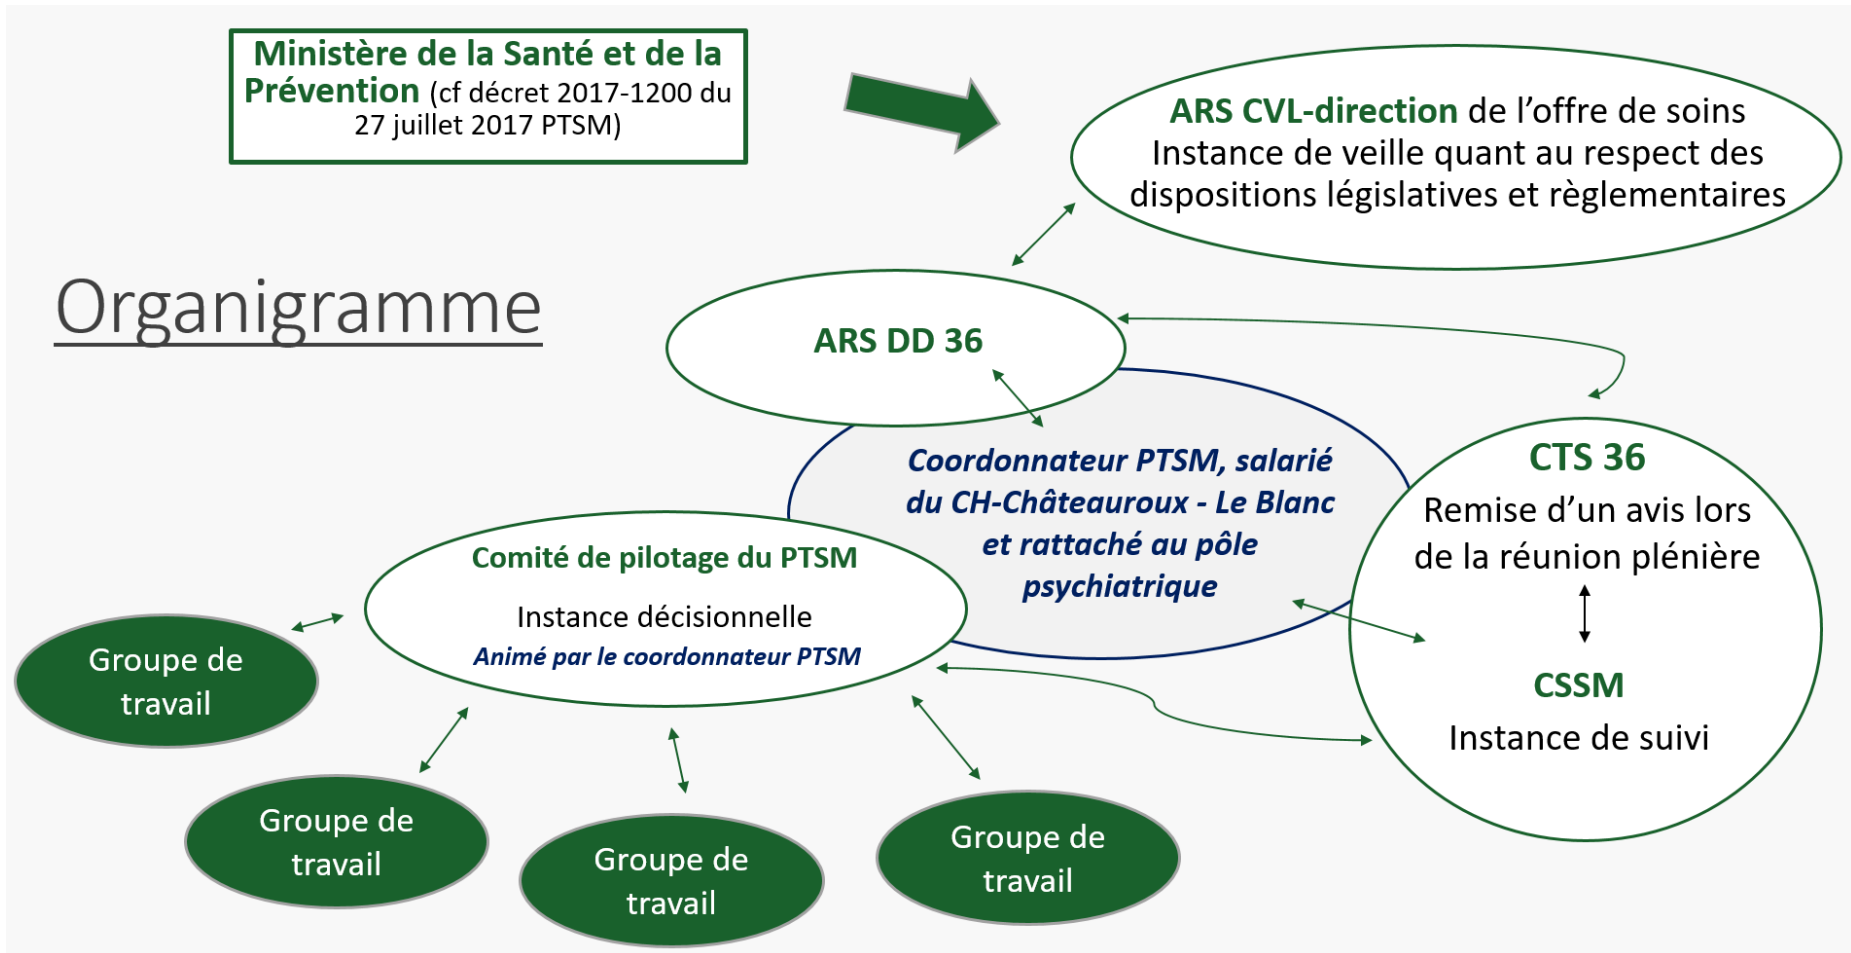 Ministère de la Santé et de la
Prévention (cf décret 2017-1200 du
27 juillet 2017 PTSM)
ARS CVL-direction de l’offre de soins
Instance de veille quant au respect des
dispositions législatives et règlementaires
Organigramme
ARS DD 36
Coordonnateur PTSM, salarié
du CH-Châteauroux - Le Blanc
et rattaché au pôle
psychiatrique
CTS 36
Remise d’un avis lors
de la réunion plénière
CSSM
Instance de suivi
Comité de pilotage du PTSM
Instance décisionnelle
Animé par le coordonnateur PTSM
Groupe de
travail
Groupe de
travail
Groupe de
travail
Groupe de
travail